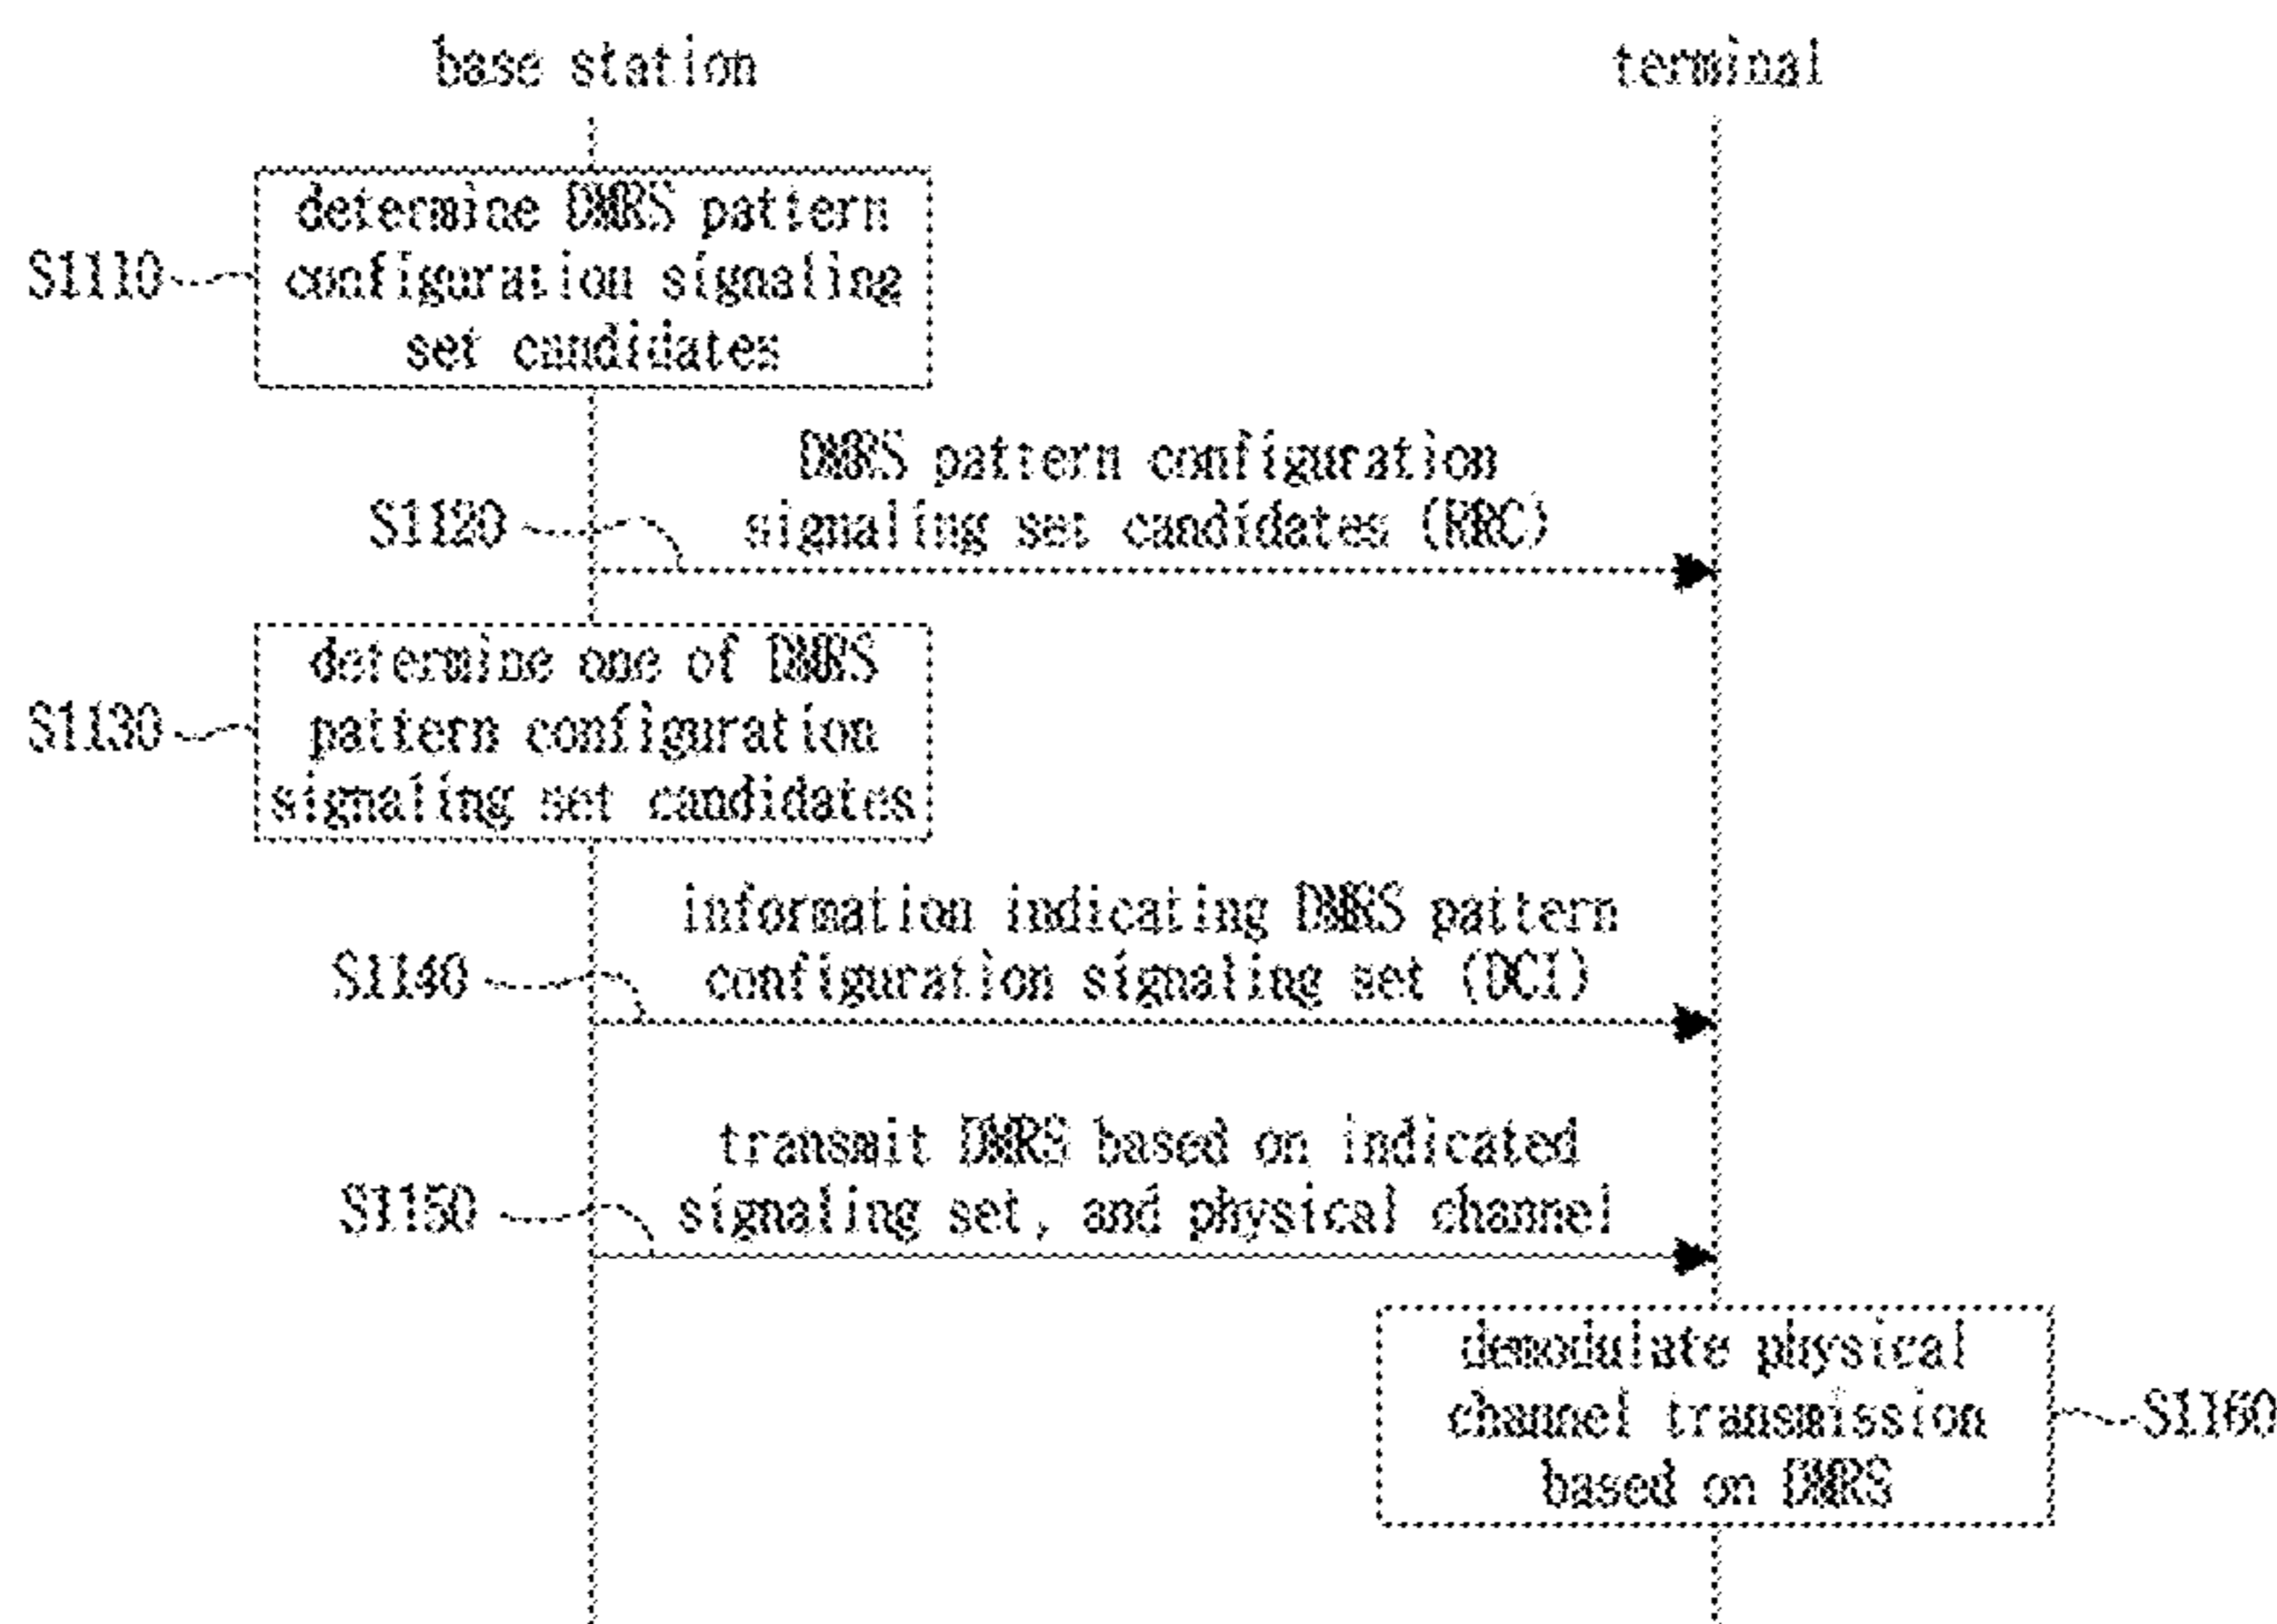 base station
terminal
determine DMRS pattern
S1110
configuration signaling
set candidates
DMRS pattern configuration
S1120
signaling set candidates (RRC)
determine one of DMRS
S1130
pattern configuration
signaling set candidates
information indicating DMRS pattern
S1140
configuration signaling set (DCI)
transmit DMRS based on indicated
S1150
signaling set, and physical channel
demodulate physical
channel transmission
S1160
based on DMRS